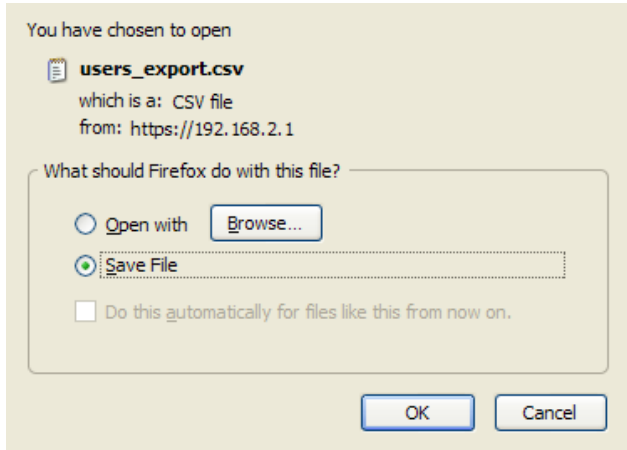 You have chosen to open
users_export.csv
which is a: CSV file
from: https://192.168.2.1
What should Firefox do with this file?
Open with Browse...
Save File
Do this automatically for files like this from now on.
OK Cancel